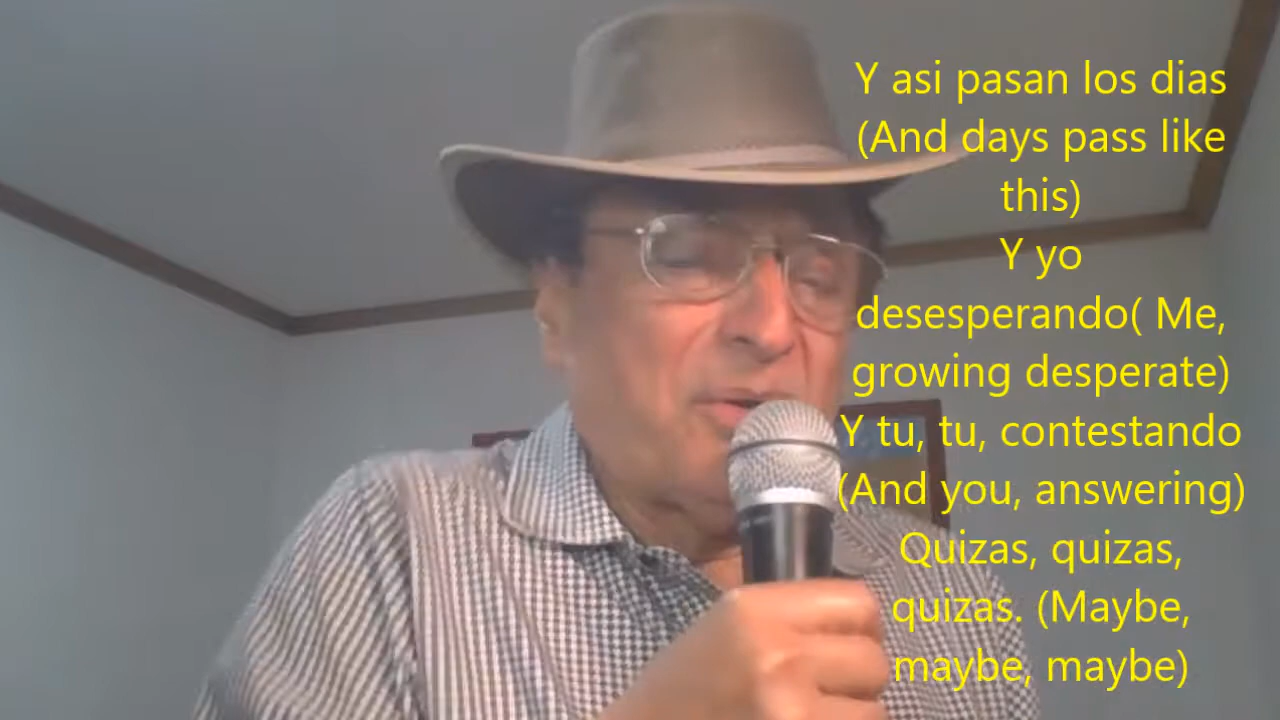 Y asi pasan los dias
(And days pass like
this)
Y yo
desesperando( Me,
growing desperate)
Y tu, tu, contestando
(And you, answering)
Quizas, quizas,
quizas. (Maybe,
maybe, maybe)